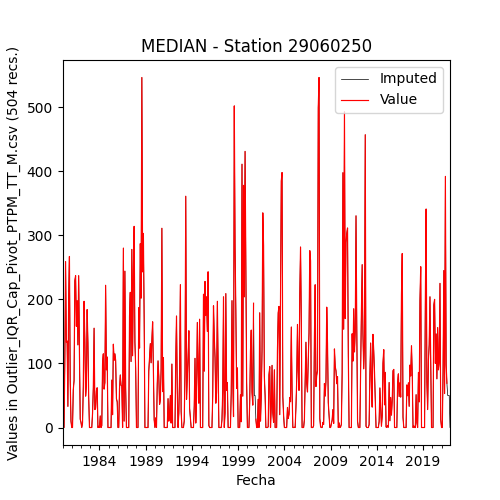 MEDIAN - Station 29060250
Values in Outlier_IQR_Cap_Pivot_PTPM_TT_M.csv (504 recs.)
500
400
300
200
100
0
Imputed
Value
1984 1989 1994 1999 2004 2009 2014 2019
Fecha